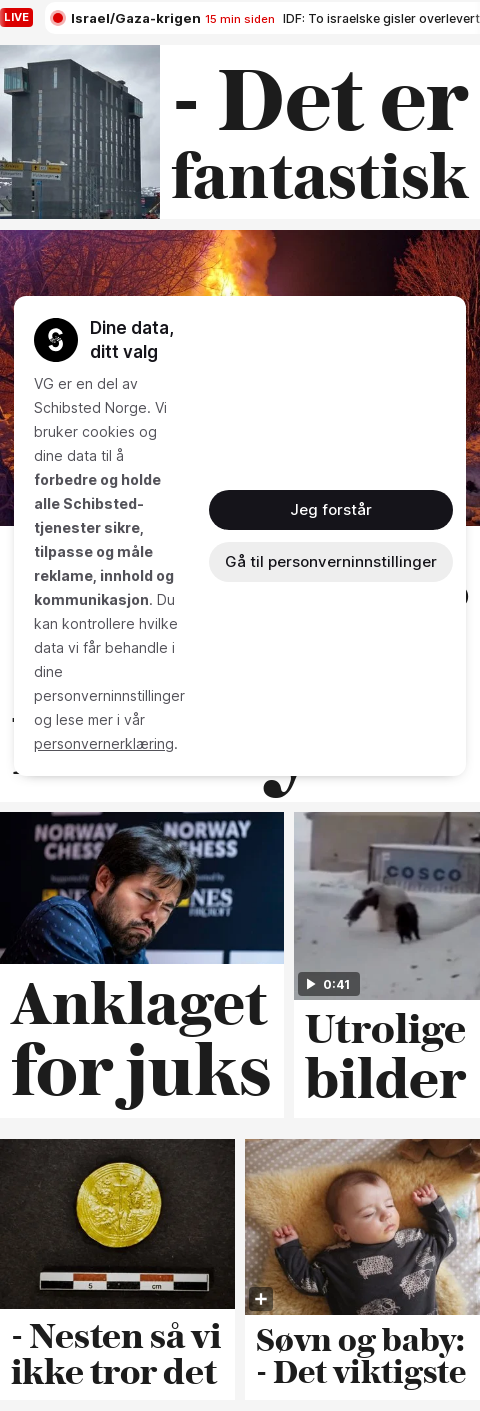 LIVE
Israel/Gaza-krigen 15 min siden IDF: To israelske gisler overlevert
- Det er
fantastisk
Dine data,
ditt valg
VG er en del av
Schibsted Norge. Vi
bruker cookies og
dine data til å
forbedre og holde
alle Schibsted-
tjenester sikre,
tilpasse og måle
reklame, innhold og
kommunikasjon. Du
kan kontrollere hvilke
data vi får behandle i
dine
personverninnstillinger
og lese mer i vår
personvernerklæring.
Jeg forstår
Gå til personverninnstillinger
NORWAY NORWAY
CHESS CHESS
COSCO
0:41
Anklaget
for juks
Utrolige
bilder
5 cm
- Nesten så vi
ikke tror det
Søvn og baby:
- Det viktigste